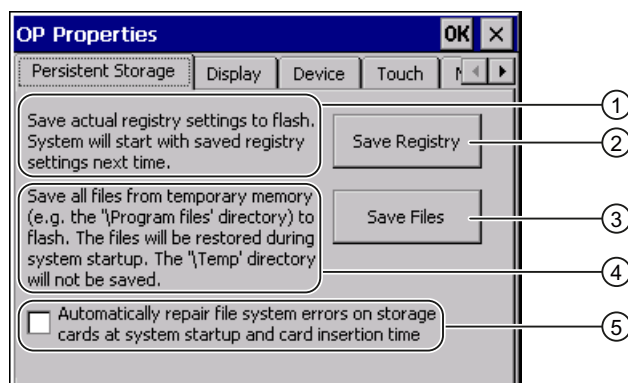 OP Properties OK ×
Persistent Storage Display Device Touch
Save actual registry settings to flash.
System will start with saved registry
settings next time.
Save Registry
Save all files from temporary memory
(e.g. the '\Program files' directory) to
flash. The files will be restored during
system startup. The '\Temp' directory
will not be saved.
Save Files
Automatically repair file system errors on storage
cards at system startup and card insertion time
1
2
3
4
5